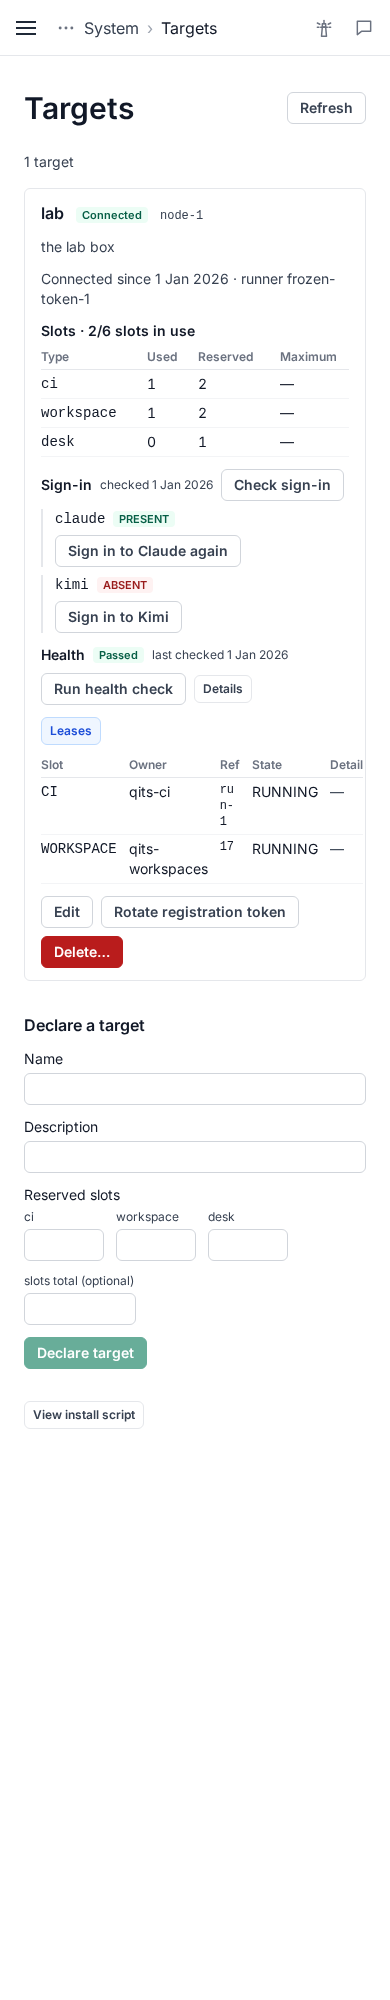 ··· System › Targets
Targets
Refresh
1 target
lab Connected node-1
the lab box
Connected since 1 Jan 2026 · runner frozen-
token-1
Slots · 2/6 slots in use
Type Used Reserved Maximum
ci 1 2 —
workspace 1 2 —
desk 0 1 —
Sign-in checked 1 Jan 2026 Check sign-in
claude PRESENT
Sign in to Claude again
kimi ABSENT
Sign in to Kimi
Health Passed last checked 1 Jan 2026
Run health check Details
Leases
Slot Owner Ref State Detail
CI qits-ci ru RUNNING —
n-
1
WORKSPACE qits- 17 RUNNING —
workspaces
Edit Rotate registration token
Delete…
Declare a target
Name
Description
Reserved slots
ci workspace desk
slots total (optional)
Declare target
View install script